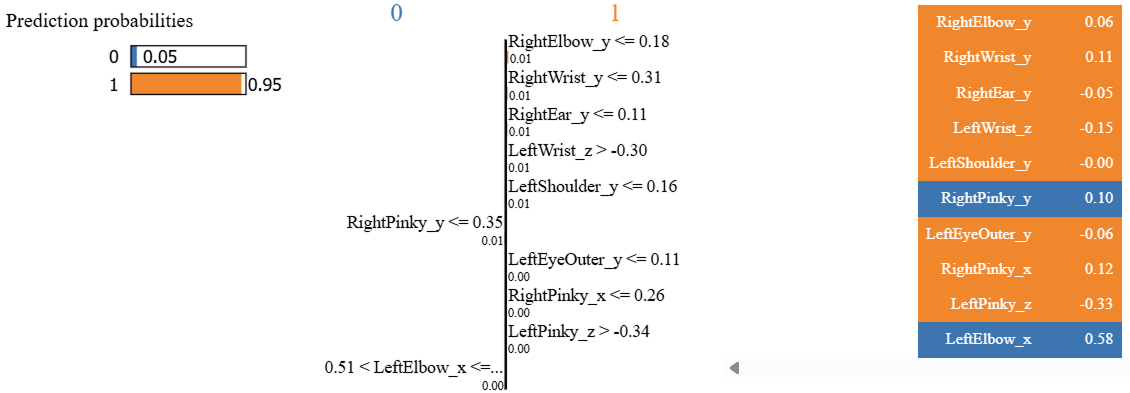 Prediction probabilities
0 0.05
1 0.95
0 1
RightElbow_y <= 0.18
0.01
RightWrist_y <= 0.31
0.01
RightEar_y <= 0.11
0.01
LeftWrist_z > -0.30
0.01
LeftShoulder_y <= 0.16
0.01
RightPinky_y <= 0.35
0.01
LeftEyeOuter_y <= 0.11
0.00
RightPinky_x <= 0.26
0.00
LeftPinky_z > -0.34
0.00
0.51 < LeftElbow_x <=...
0.00
RightElbow_y 0.06
RightWrist_y 0.11
RightEar_y -0.05
LeftWrist_z -0.15
LeftShoulder_y -0.00
RightPinky_y 0.10
LeftEyeOuter_y -0.06
RightPinky_x 0.12
LeftPinky_z -0.33
LeftElbow_x 0.58